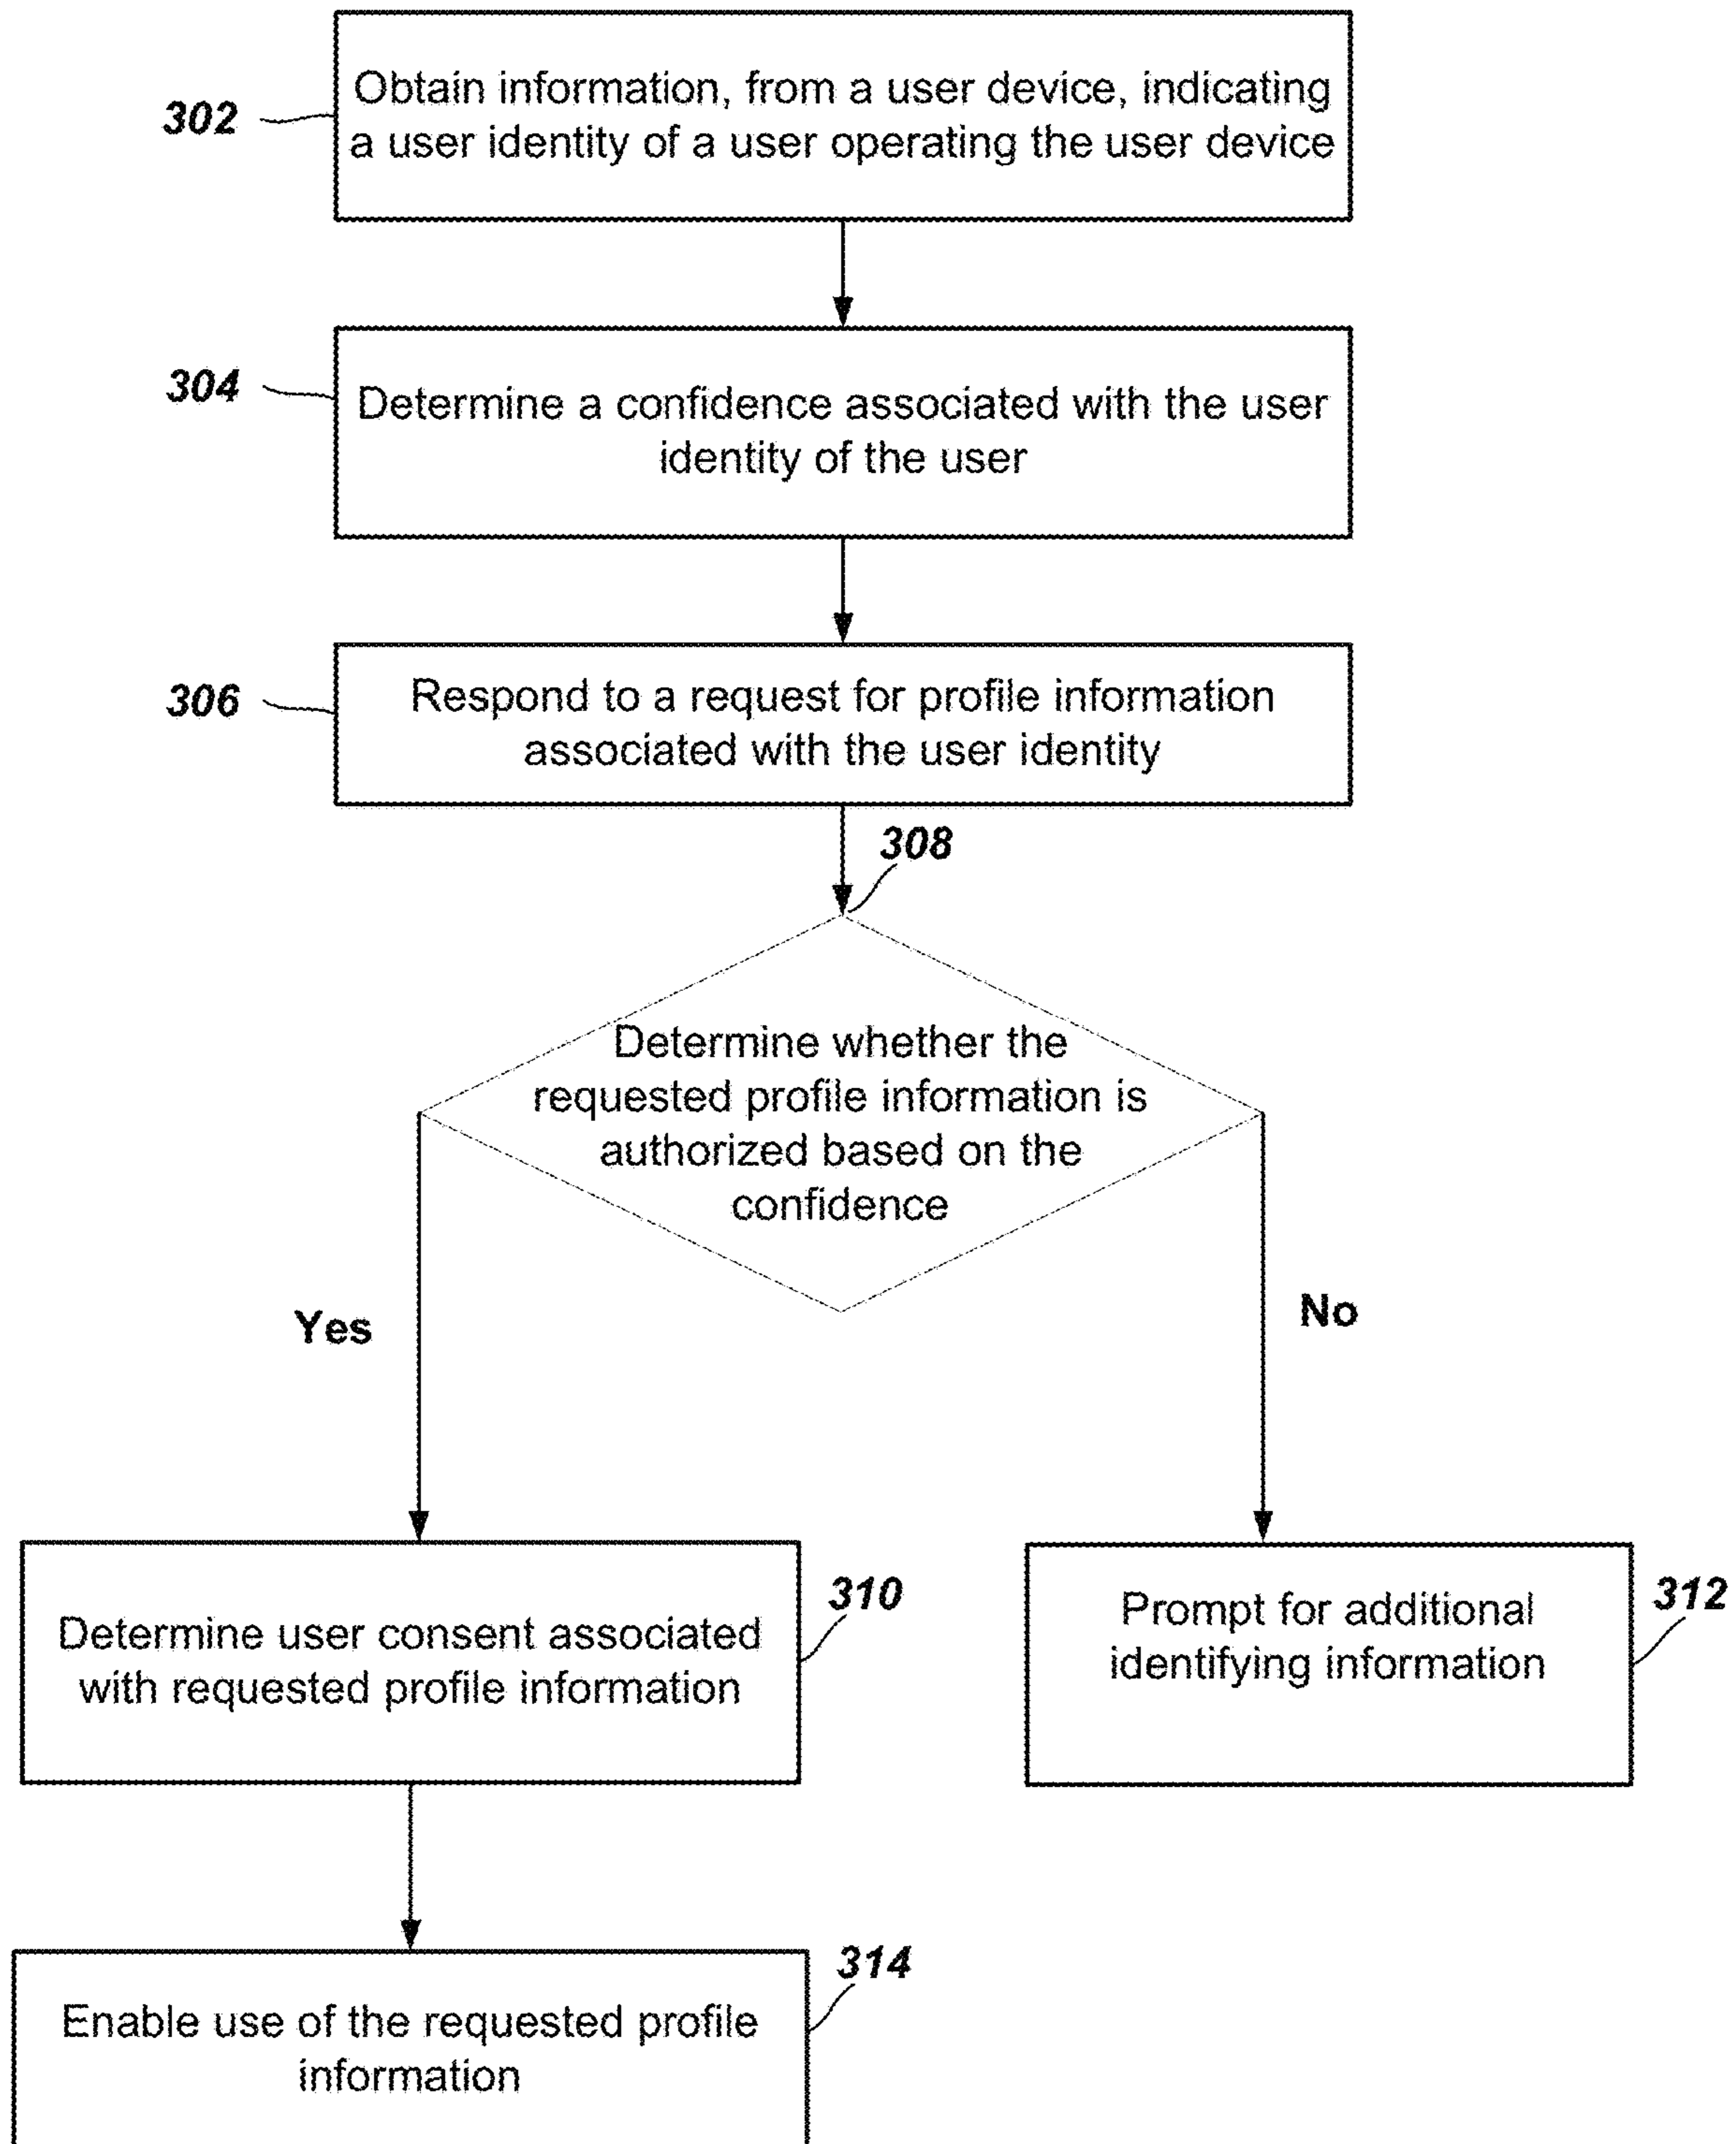 302
Obtain information, from a user device, indicating
a user identity of a user operating the user device
304
Determine a confidence associated with the user
identity of the user
306
Respond to a request for profile information
associated with the user identity
308
Determine whether the
requested profile information is
authorized based on the
confidence
Yes
No
310
Determine user consent associated
with requested profile information
312
Prompt for additional
identifying information
314
Enable use of the requested profile
information